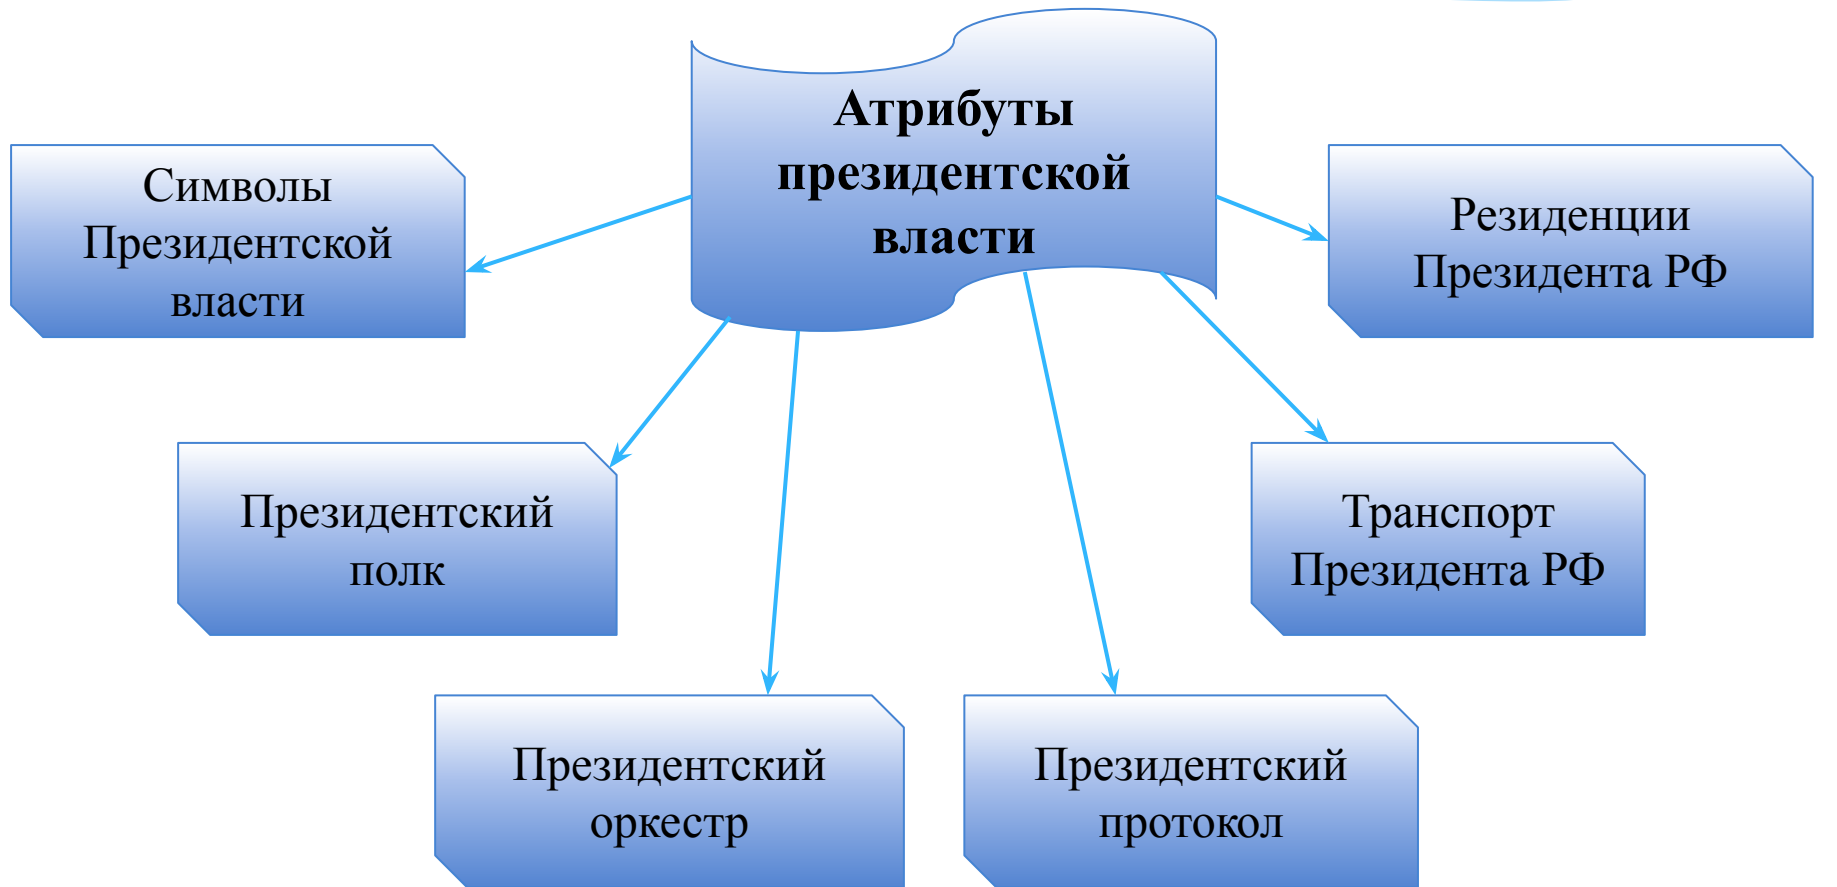 Атрибуты
президентской
власти
Символы
Президентской
власти
Резиденции
Президента РФ
Президентский
полк
Транспорт
Президента РФ
Президентский
оркестр
Президентский
протокол